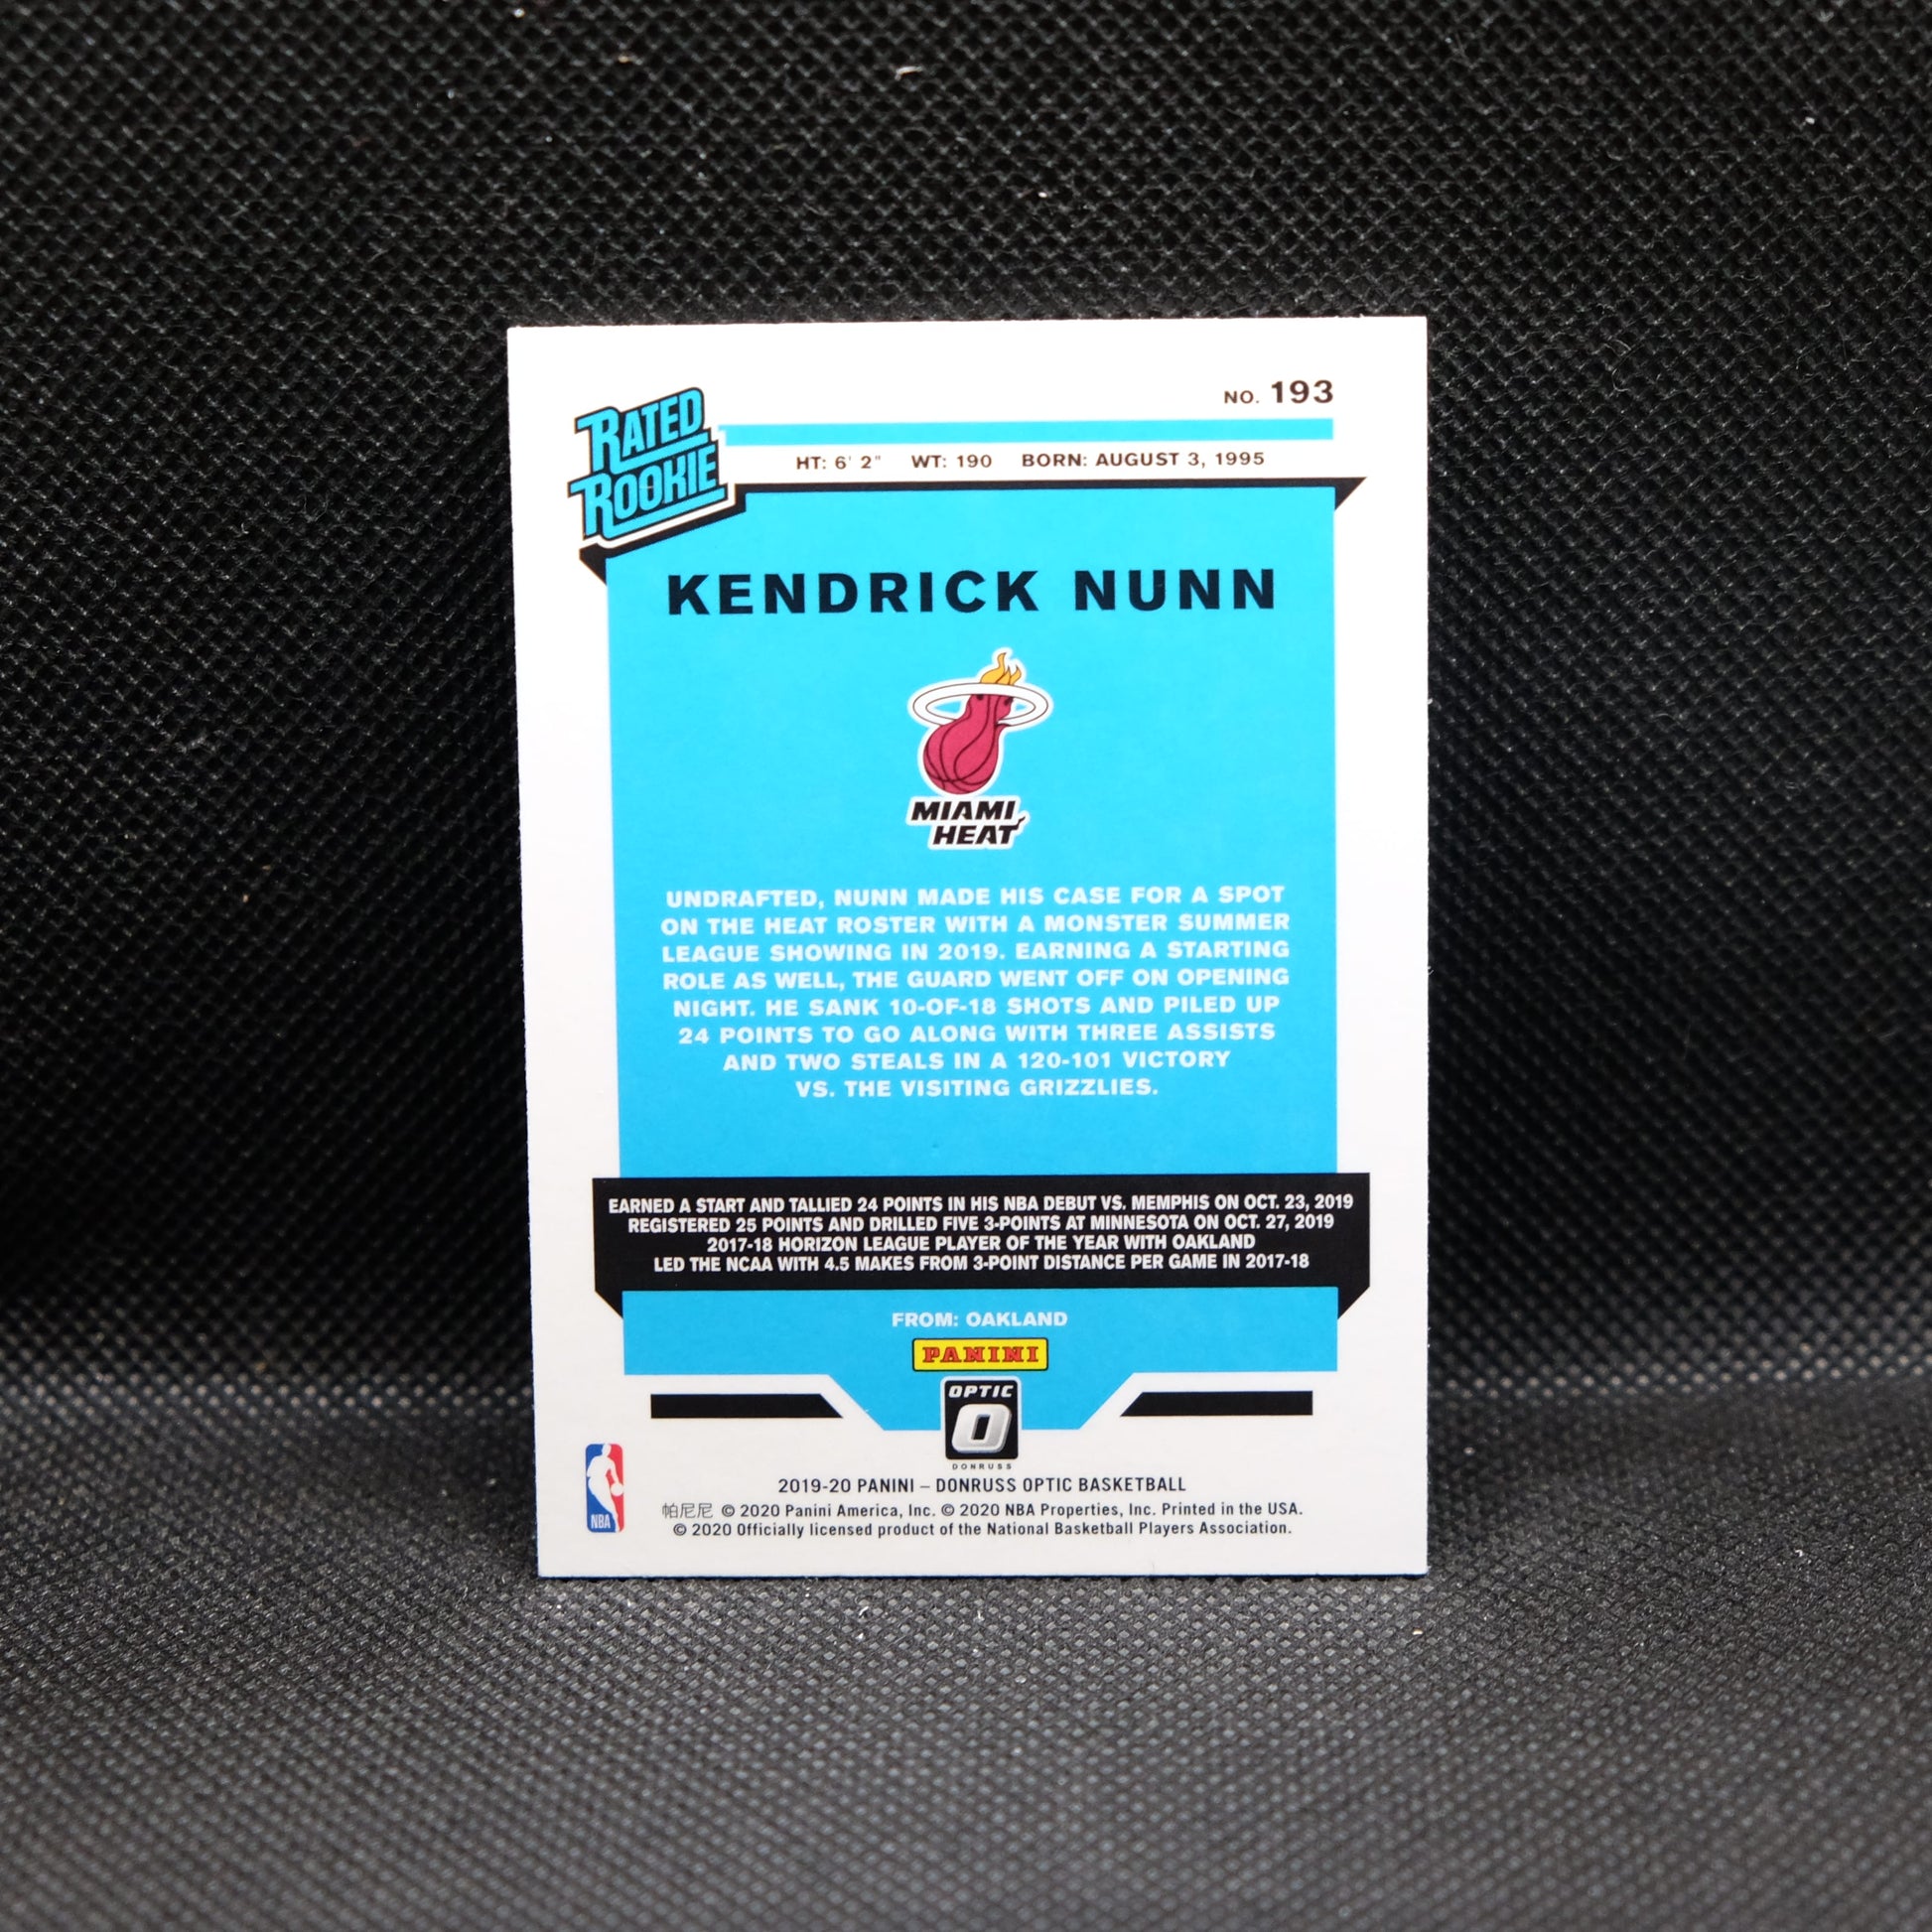 NO. 193
RATED
ROOKIE
HT: 6' 2" WT: 190 BORN: AUGUST 3, 1995
KENDRICK NUNN
MIAMI
HEAT
UNDRAFTED, NUNN MADE HIS CASE FOR A SPOT
ON THE HEAT ROSTER WITH A MONSTER SUMMER
LEAGUE SHOWING IN 2019. EARNING A STARTING
ROLE AS WELL, THE GUARD WENT OFF ON OPENING
NIGHT. HE SANK 10-OF-18 SHOTS AND PILED UP
24 POINTS TO GO ALONG WITH THREE ASSISTS
AND TWO STEALS IN A 120-101 VICTORY
VS. THE VISITING GRIZZLIES.
EARNED A START AND TALLIED 24 POINTS IN HIS NBA DEBUT VS. MEMPHIS ON OCT. 23, 2019
REGISTERED 25 POINTS AND DRILLED FIVE 3-POINTS AT MINNESOTA ON OCT. 27, 2019
2017-18 HORIZON LEAGUE PLAYER OF THE YEAR WITH OAKLAND
LED THE NCAA WITH 4.5 MAKES FROM 3-POINT DISTANCE PER GAME IN 2017-18
FROM: OAKLAND
PANINI
OPTIC
O
DONRUSS
NBA
2019-20 PANINI – DONRUSS OPTIC BASKETBALL
帕尼尼 © 2020 Panini America, Inc. © 2020 NBA Properties, Inc. Printed in the USA.
© 2020 Officially licensed product of the National Basketball Players Association.